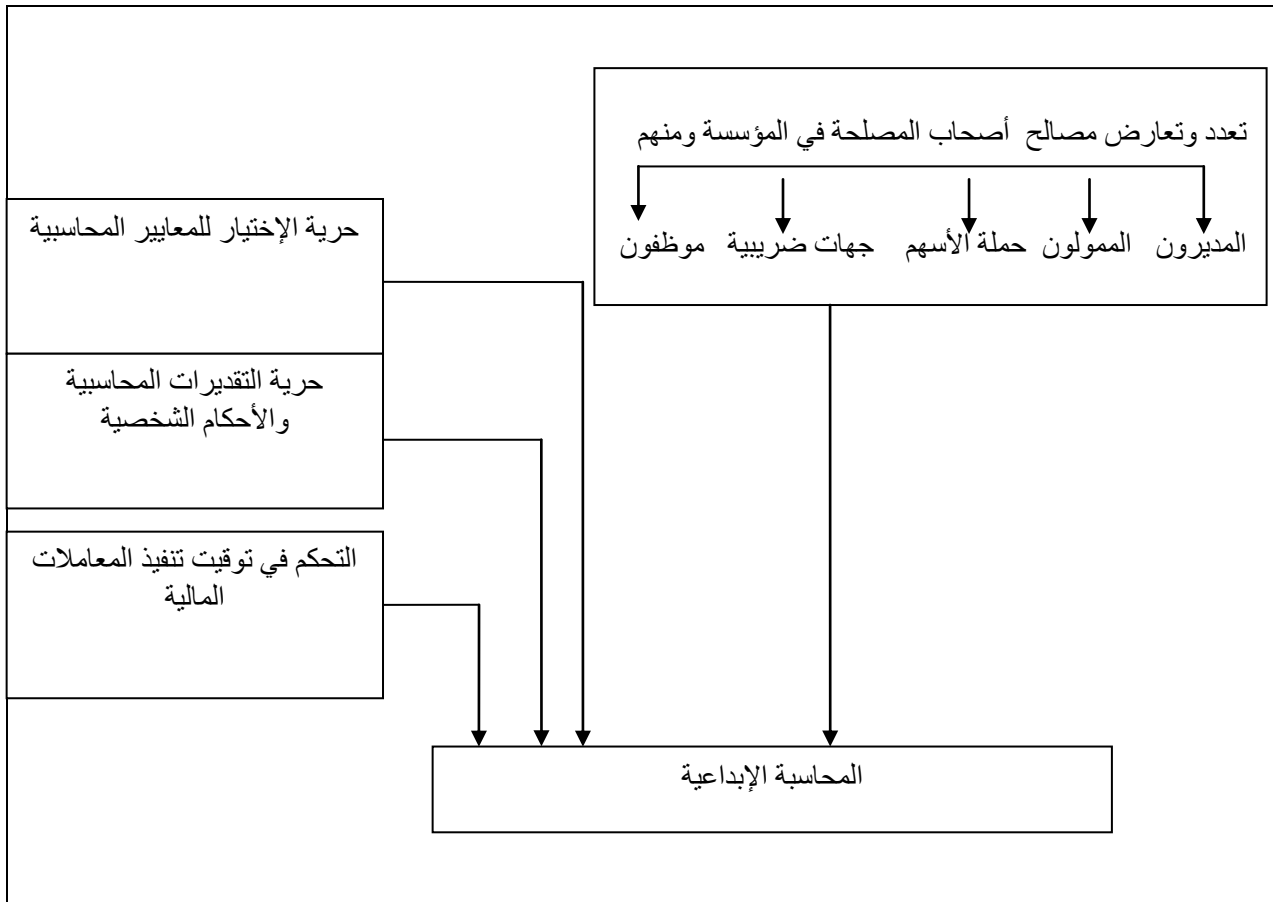 تعدد وتعارض مصالح أصحاب المصلحة في المؤسسة ومنهم
المديرون الممولون حملة الأسهم جهات ضريبية موظفون
حرية الإختيار للمعايير المحاسبية
حرية التقديرات المحاسبية
والأحكام الشخصية
التحكم في توقيت تنفيذ المعاملات
المالية
المحاسبة الإبداعية